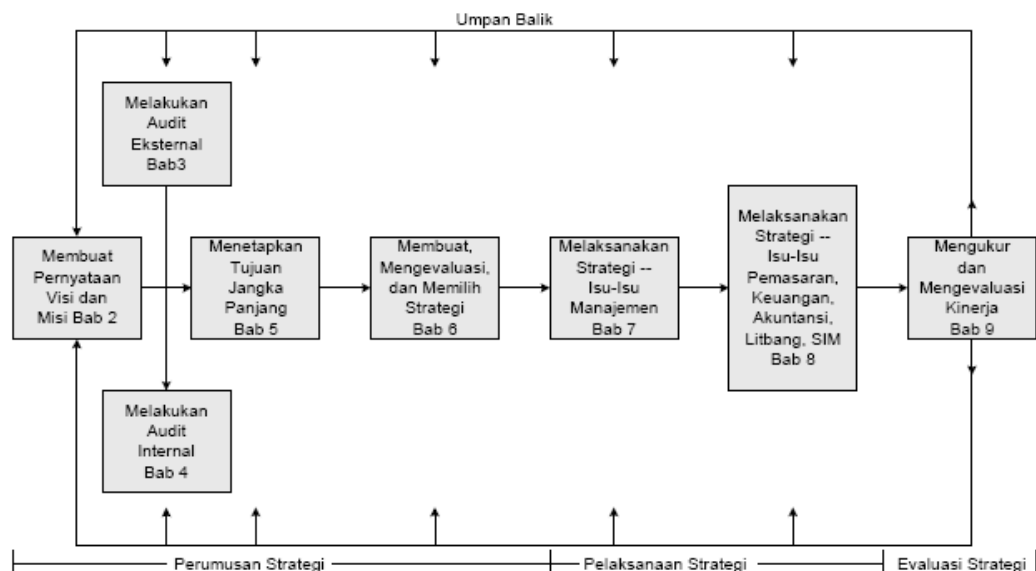 Umpan Balik
Melakukan
Audit
Eksternal
Bab3
Membuat
Pernyataan
Visi dan
Misi Bab 2
Menetapkan
Tujuan
Jangka
Panjang
Bab 5
Membuat,
Mengevaluasi,
dan Memilih
Strategi
Bab 6
Melaksanakan
Strategi --
Isu-Isu
Manajemen
Bab 7
Melaksanakan
Strategi --
Isu-Isu
Pemasaran,
Keuangan,
Akuntansi,
Litbang, SIM
Bab 8
Mengukur
dan
Mengevaluasi
Kinerja
Bab 9
Melakukan
Audit
Internal
Bab 4
Perumusan Strategi
Pelaksanaan Strategi
Evaluasi Strategi